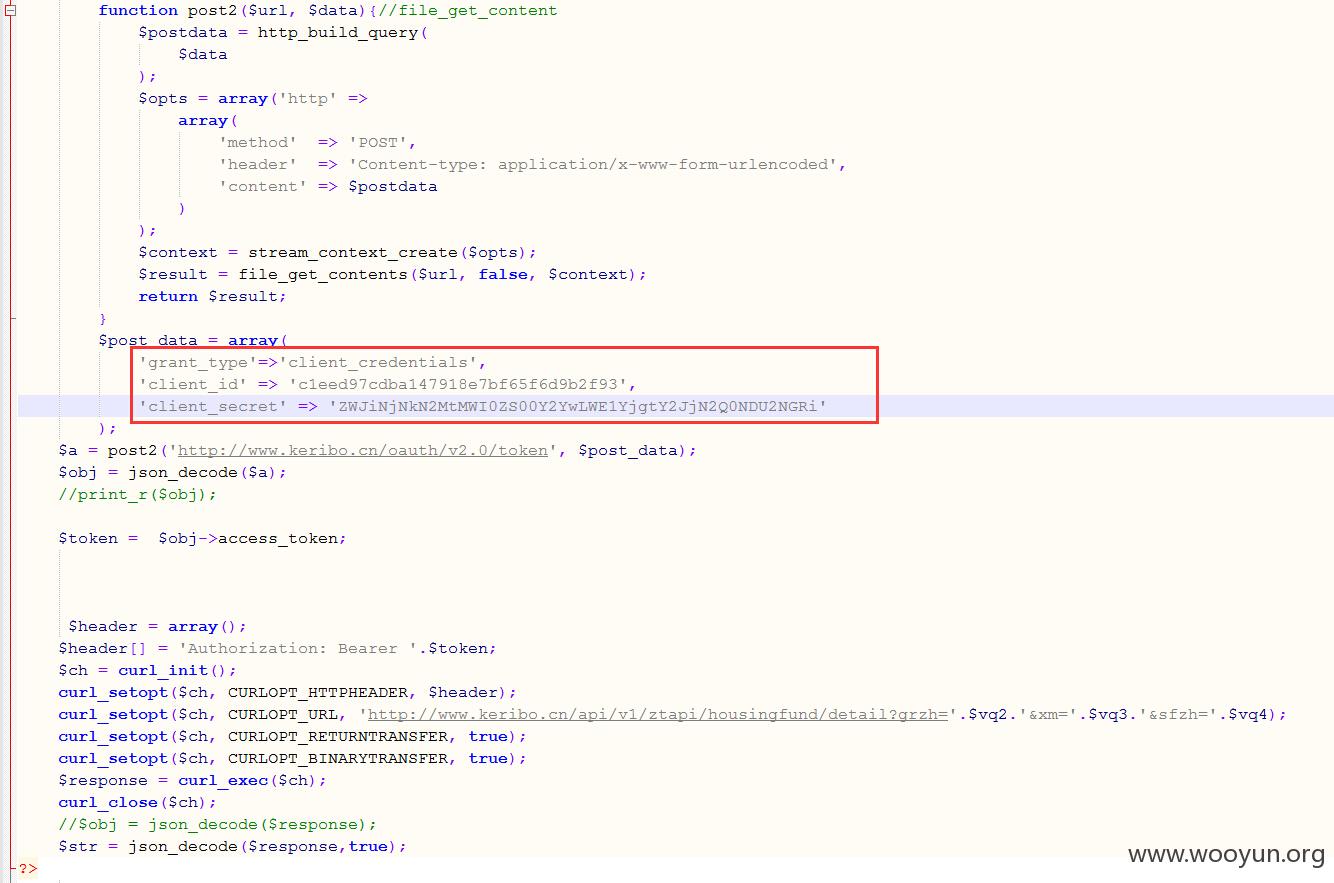 function post2($url, $data){//file_get_content
$postdata = http_build_query(
$data
);
$opts = array('http' =>
array(
'method'  => 'POST',
'header'  => 'Content-type: application/x-www-form-urlencoded',
'content' => $postdata
)
);
$context = stream_context_create($opts);
$result = file_get_contents($url, false, $context);
return $result;
}
$post_data = array(
'grant_type'=>'client_credentials',
'client_id' => 'c1eed97cdba147918e7bf65f6d9b2f93',
'client_secret' => 'ZWJiNjNkN2MtMWI0ZS00Y2YwLWE1YjgtY2JjN2Q0NDU2NGRi'
);
$a = post2('http://www.keribo.cn/oauth/v2.0/token', $post_data);
$obj = json_decode($a);
//print_r($obj);
$token =  $obj->access_token;
$header = array();
$header[] = 'Authorization: Bearer '.$token;
$ch = curl_init();
curl_setopt($ch, CURLOPT_HTTPHEADER, $header);
curl_setopt($ch, CURLOPT_URL, 'http://www.keribo.cn/api/v1/ztapi/housingfund/detail?grzh='.$vq2.'&xm='.$vq3.'&sfzh='.$vq4);
curl_setopt($ch, CURLOPT_RETURNTRANSFER, true);
curl_setopt($ch, CURLOPT_BINARYTRANSFER, true);
$response = curl_exec($ch);
curl_close($ch);
//$obj = json_decode($response);
$str = json_decode($response,true);
?>
www.wooyun.org